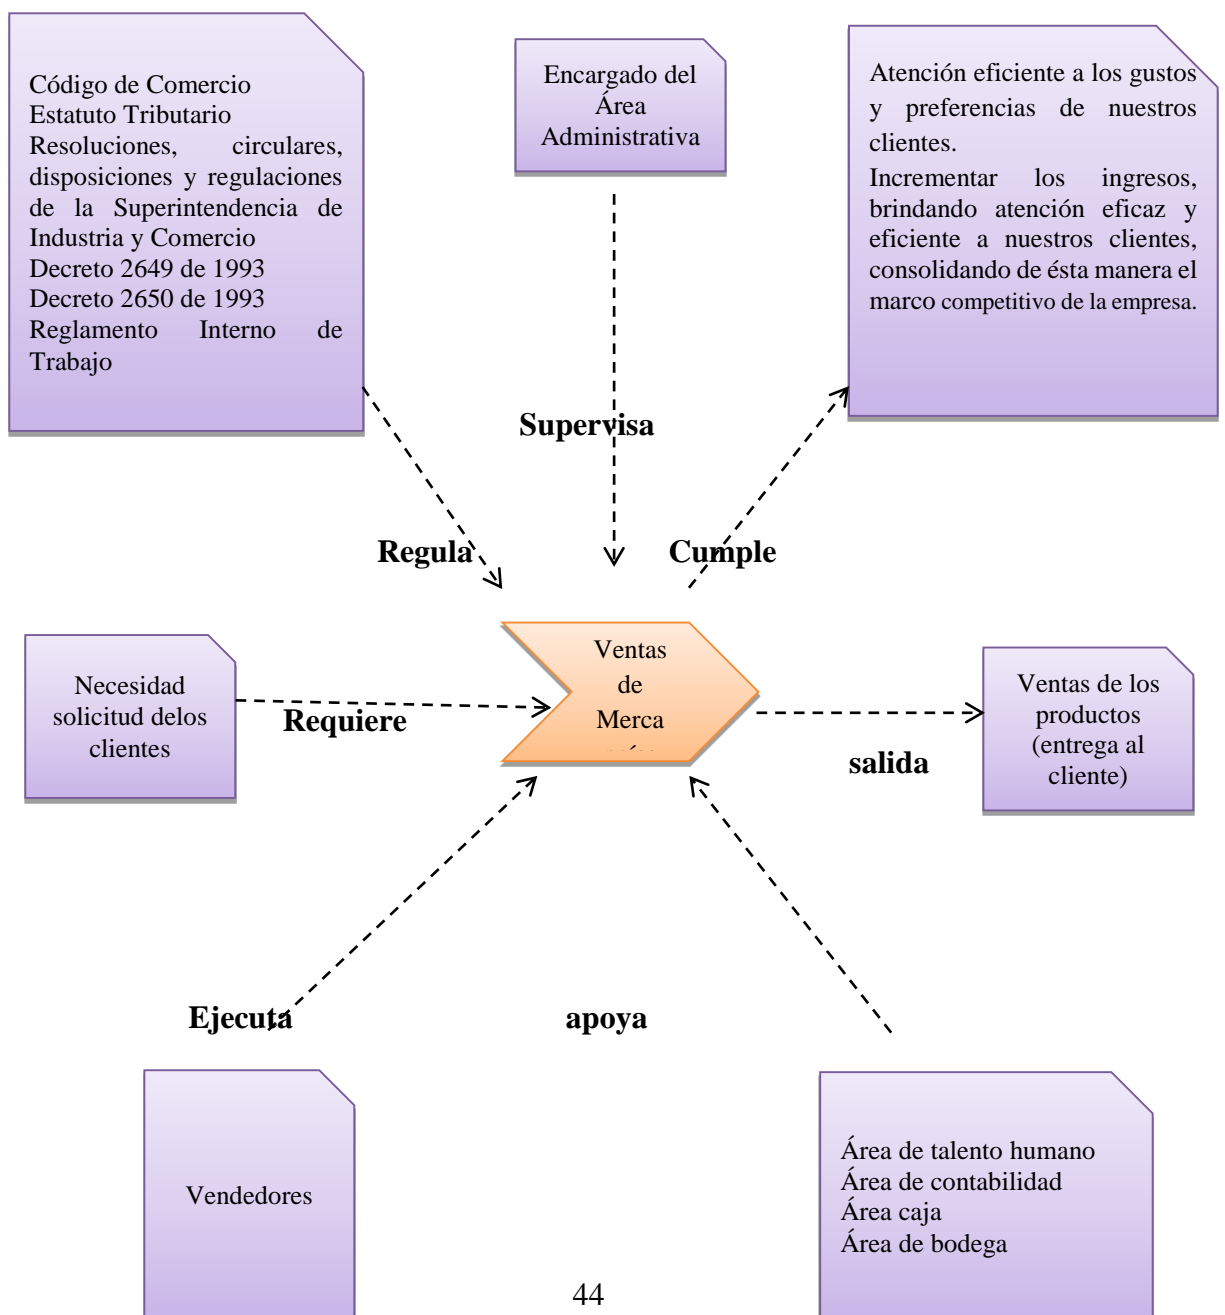 Código de Comercio
Estatuto Tributario
Resoluciones, circulares,
disposiciones y regulaciones
de la Superintendencia de
Industria y Comercio
Decreto 2649 de 1993
Decreto 2650 de 1993
Reglamento Interno de
Trabajo
Encargado del
Área
Administrativa
Atención eficiente a los gustos
y preferencias de nuestros
clientes.
Incrementar los ingresos,
brindando atención eficaz y
eficiente a nuestros clientes,
consolidando de ésta manera el
marco competitivo de la empresa.
Supervisa
Regula
Cumple
Necesidad
solicitud delos
clientes
Requiere
Ventas
de
Merca
salida
Ventas de los
productos
(entrega al
cliente)
Ejecuta
apoya
Vendedores
Área de talento humano
Área de contabilidad
Área caja
Área de bodega
44